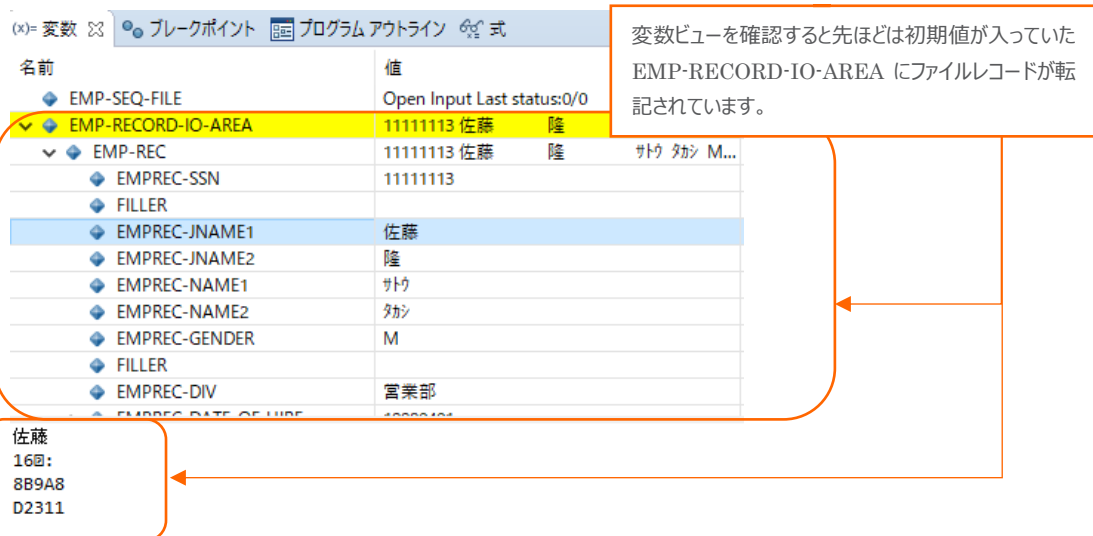 (x)= 変数 ブレークポイント プログラム アウトライン 式
変数ビューを確認すると先ほどは初期値が入っていた
EMP-RECORD-IO-AREA にファイルレコードが転
記されています。
名前 値
EMP-SEQ-FILE Open Input Last status:0/0
EMP-RECORD-IO-AREA 11111113 佐藤 隆
EMP-REC 11111113 佐藤 隆 ｻﾄｳ ﾀｶｼ M...
EMPREC-SSN 11111113
FILLER
EMPREC-JNAME1 佐藤
EMPREC-JNAME2 隆
EMPREC-NAME1 ｻﾄｳ
EMPREC-NAME2 ﾀｶｼ
EMPREC-GENDER M
FILLER
EMPREC-DIV 営業部
EMPREC-DATE-OF-HIRE
佐藤
16進:
8B9A8
D2311